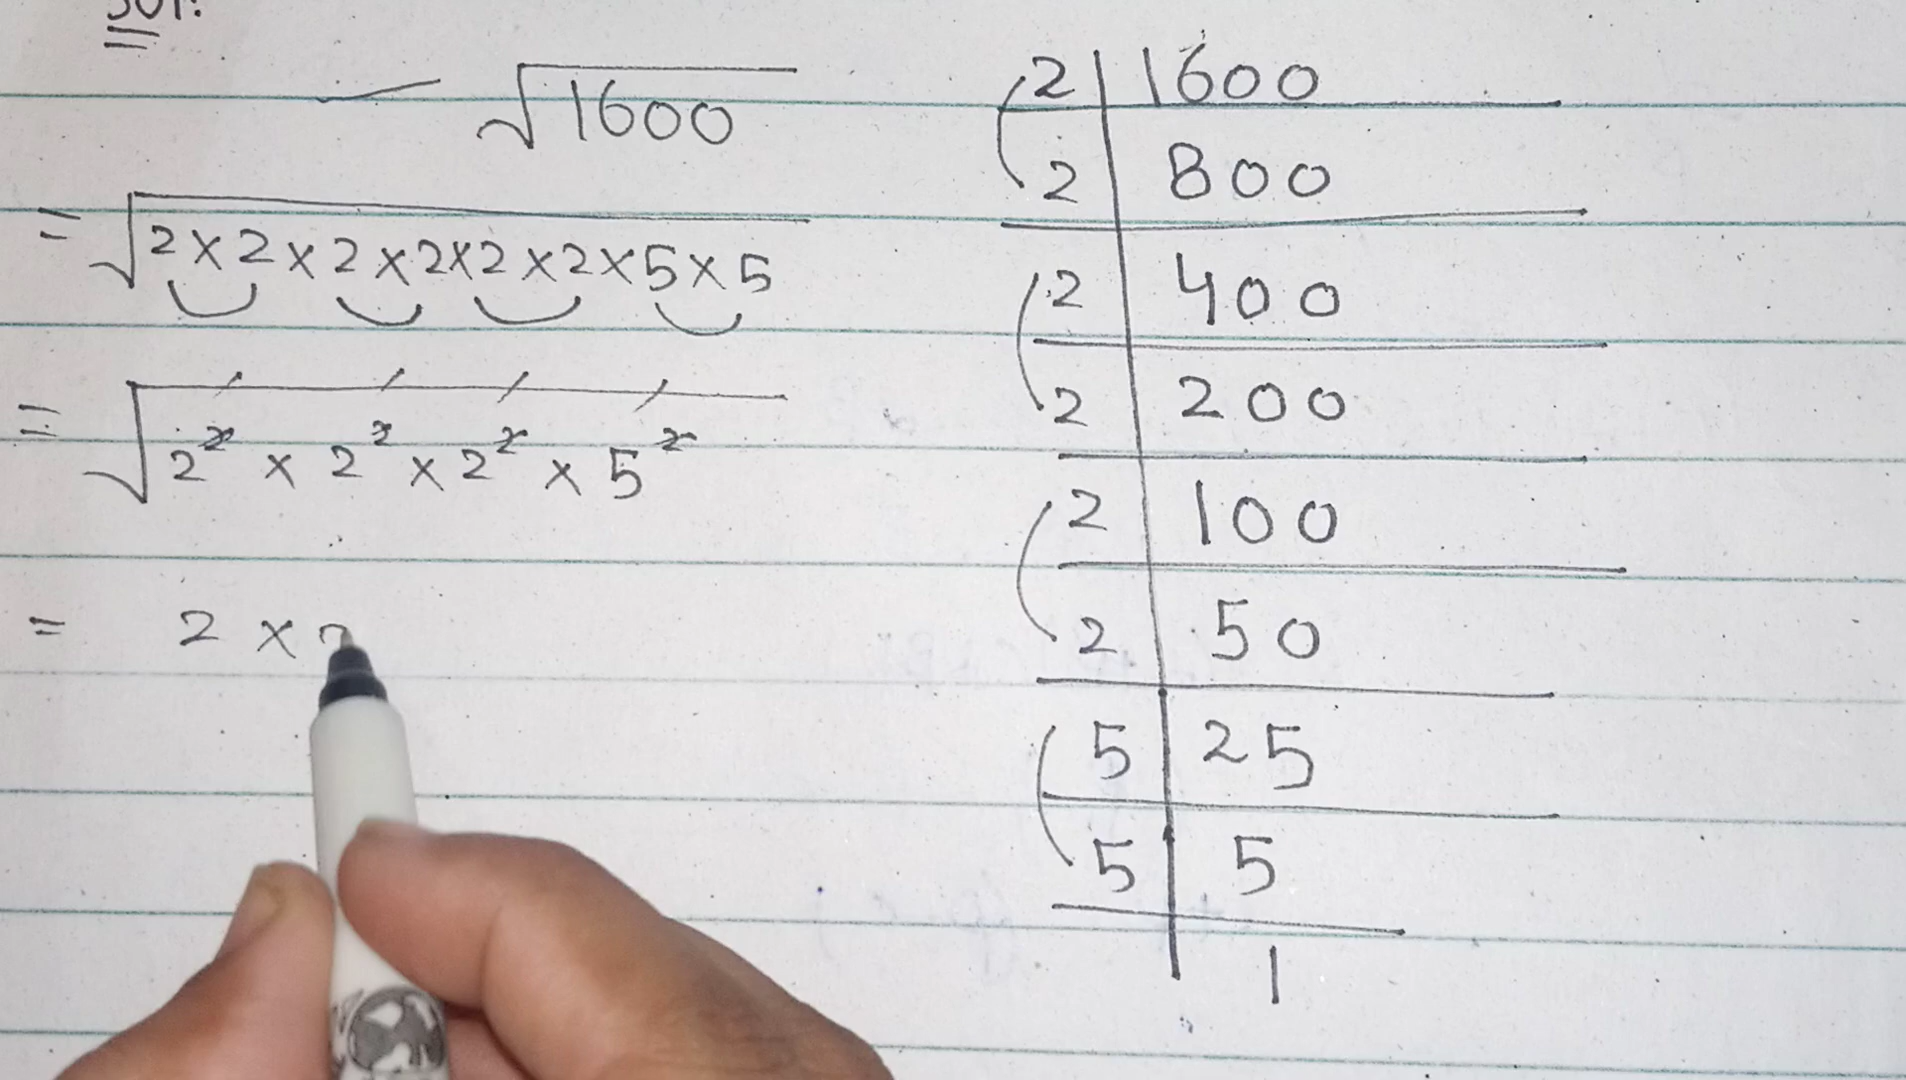 Sol.
√1600
= √2×2×2×2×2×2×5×5
= √2² × 2² × 2² × 5²
= 2 ×
2 | 1600
2 | 800
2 | 400
2 | 200
2 | 100
2 | 50
5 | 25
5 | 5
1